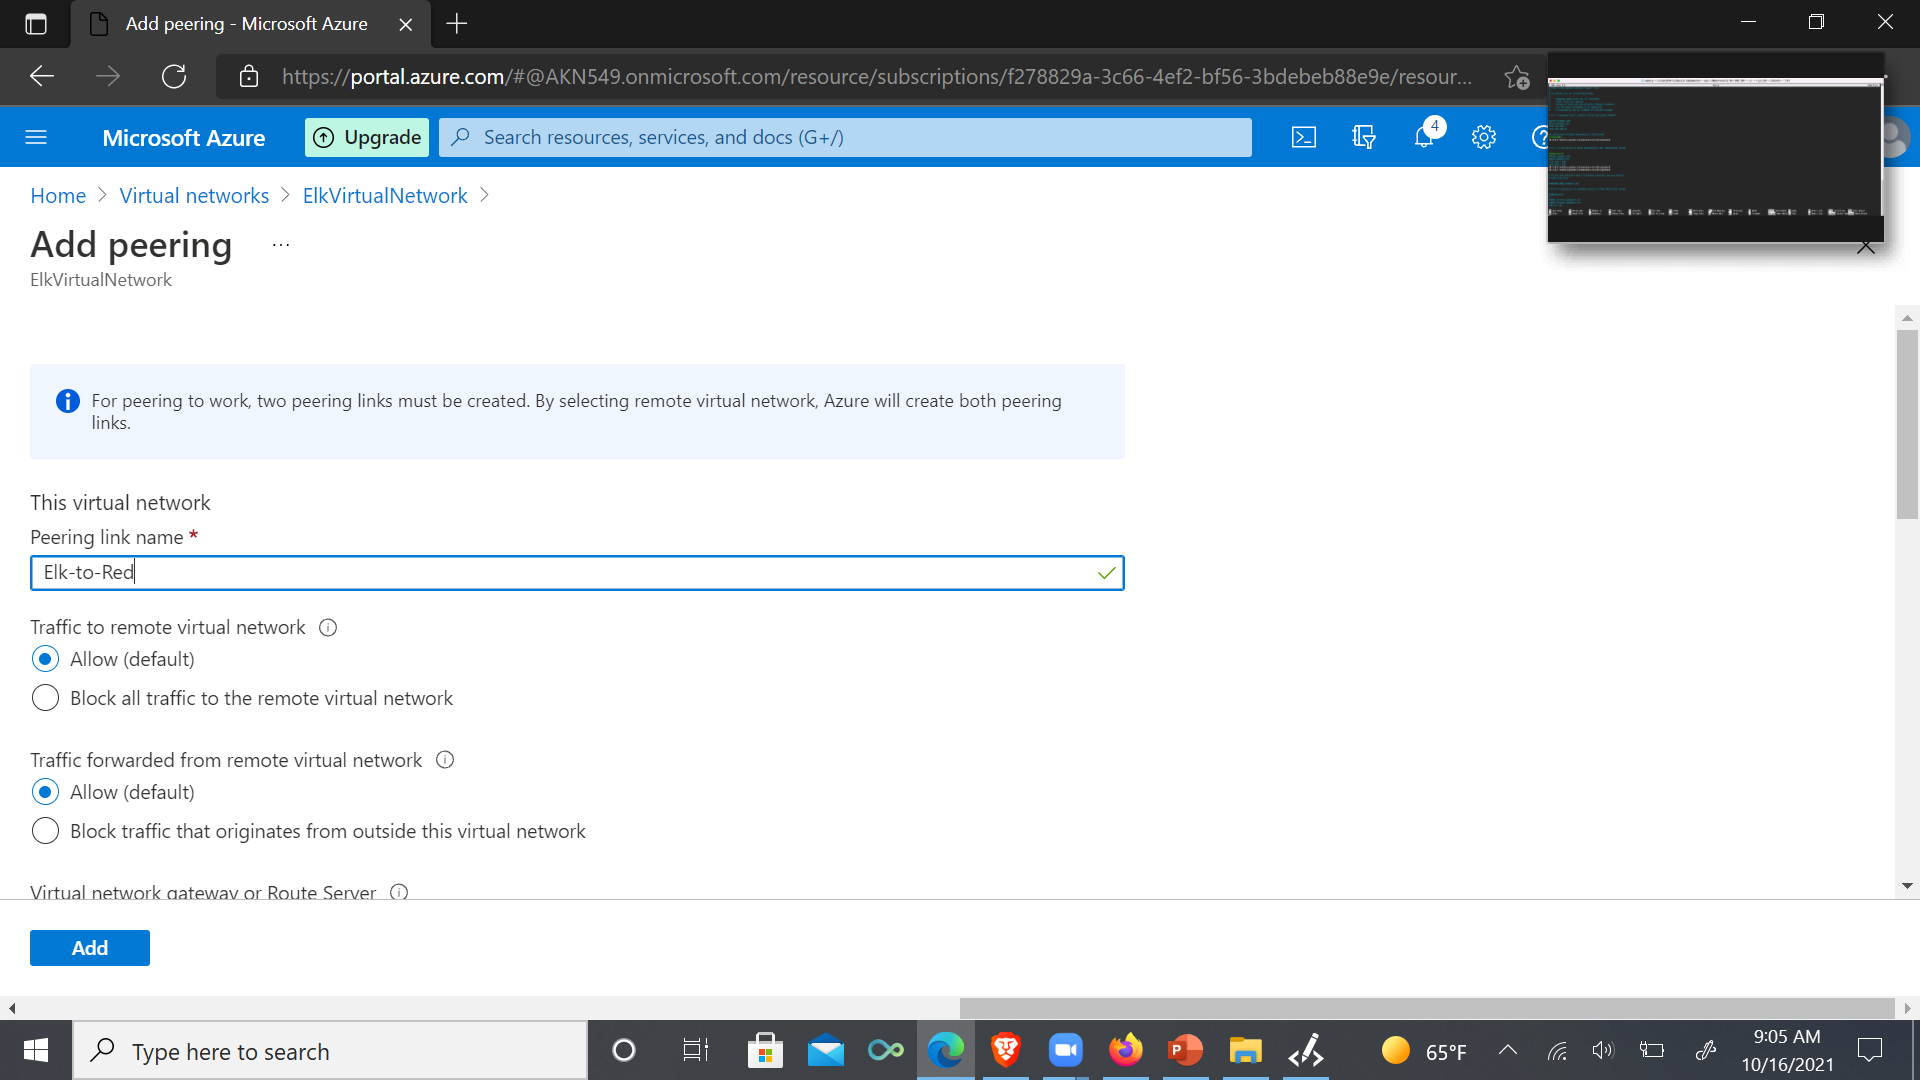 Add peering - Microsoft Azure
https://portal.azure.com/#@AKN549.onmicrosoft.com/resource/subscriptions/f278829a-3c66-4ef2-bf56-3bdebeb88e9e/resour...
Microsoft Azure
Upgrade
Search resources, services, and docs (G+/)
4
Home > Virtual networks > ElkVirtualNetwork >
Add peering ...
ElkVirtualNetwork
For peering to work, two peering links must be created. By selecting remote virtual network, Azure will create both peering
links.
This virtual network
Peering link name *
Elk-to-Red
Traffic to remote virtual network
Allow (default)
Block all traffic to the remote virtual network
Traffic forwarded from remote virtual network
Allow (default)
Block traffic that originates from outside this virtual network
Virtual network gateway or Route Server
Add
Type here to search
65°F
9:05 AM
10/16/2021